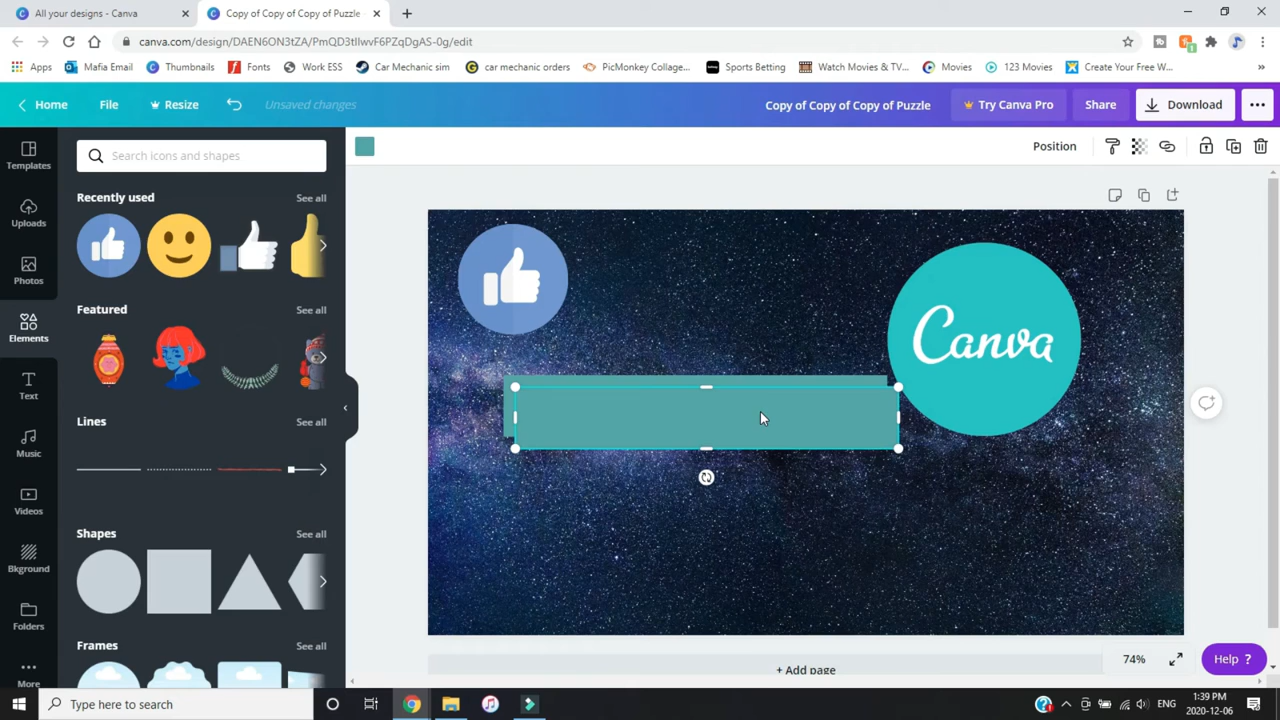 All your designs - Canva
Copy of Copy of Copy of Puzzle
canva.com/design/DAEN6ON3tZA/PmQD3tIlwvF6PZqDgAS-0g/edit
Apps
Mafia Email
Thumbnails
Fonts
Work ESS
Car Mechanic sim
car mechanic orders
PicMonkey Collage...
Sports Betting
Watch Movies & TV...
Movies
123 Movies
Create Your Free W...
Home
File
Resize
Unsaved changes
Copy of Copy of Copy of Puzzle
Try Canva Pro
Share
Download
Templates
Uploads
Photos
Elements
Text
Music
Videos
Bkground
Folders
More
Search icons and shapes
Recently used
See all
Featured
See all
Lines
See all
Shapes
See all
Frames
See all
Position
Canva
+ Add page
74%
Help ?
Type here to search
ENG
1:39 PM
2020-12-06